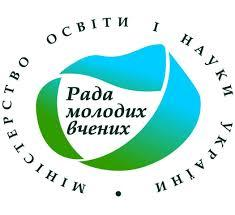 МІНІСТЕРСТВО ОСВІТИ І НАУКИ УКРАЇНИ
Рада
молодих
вчених